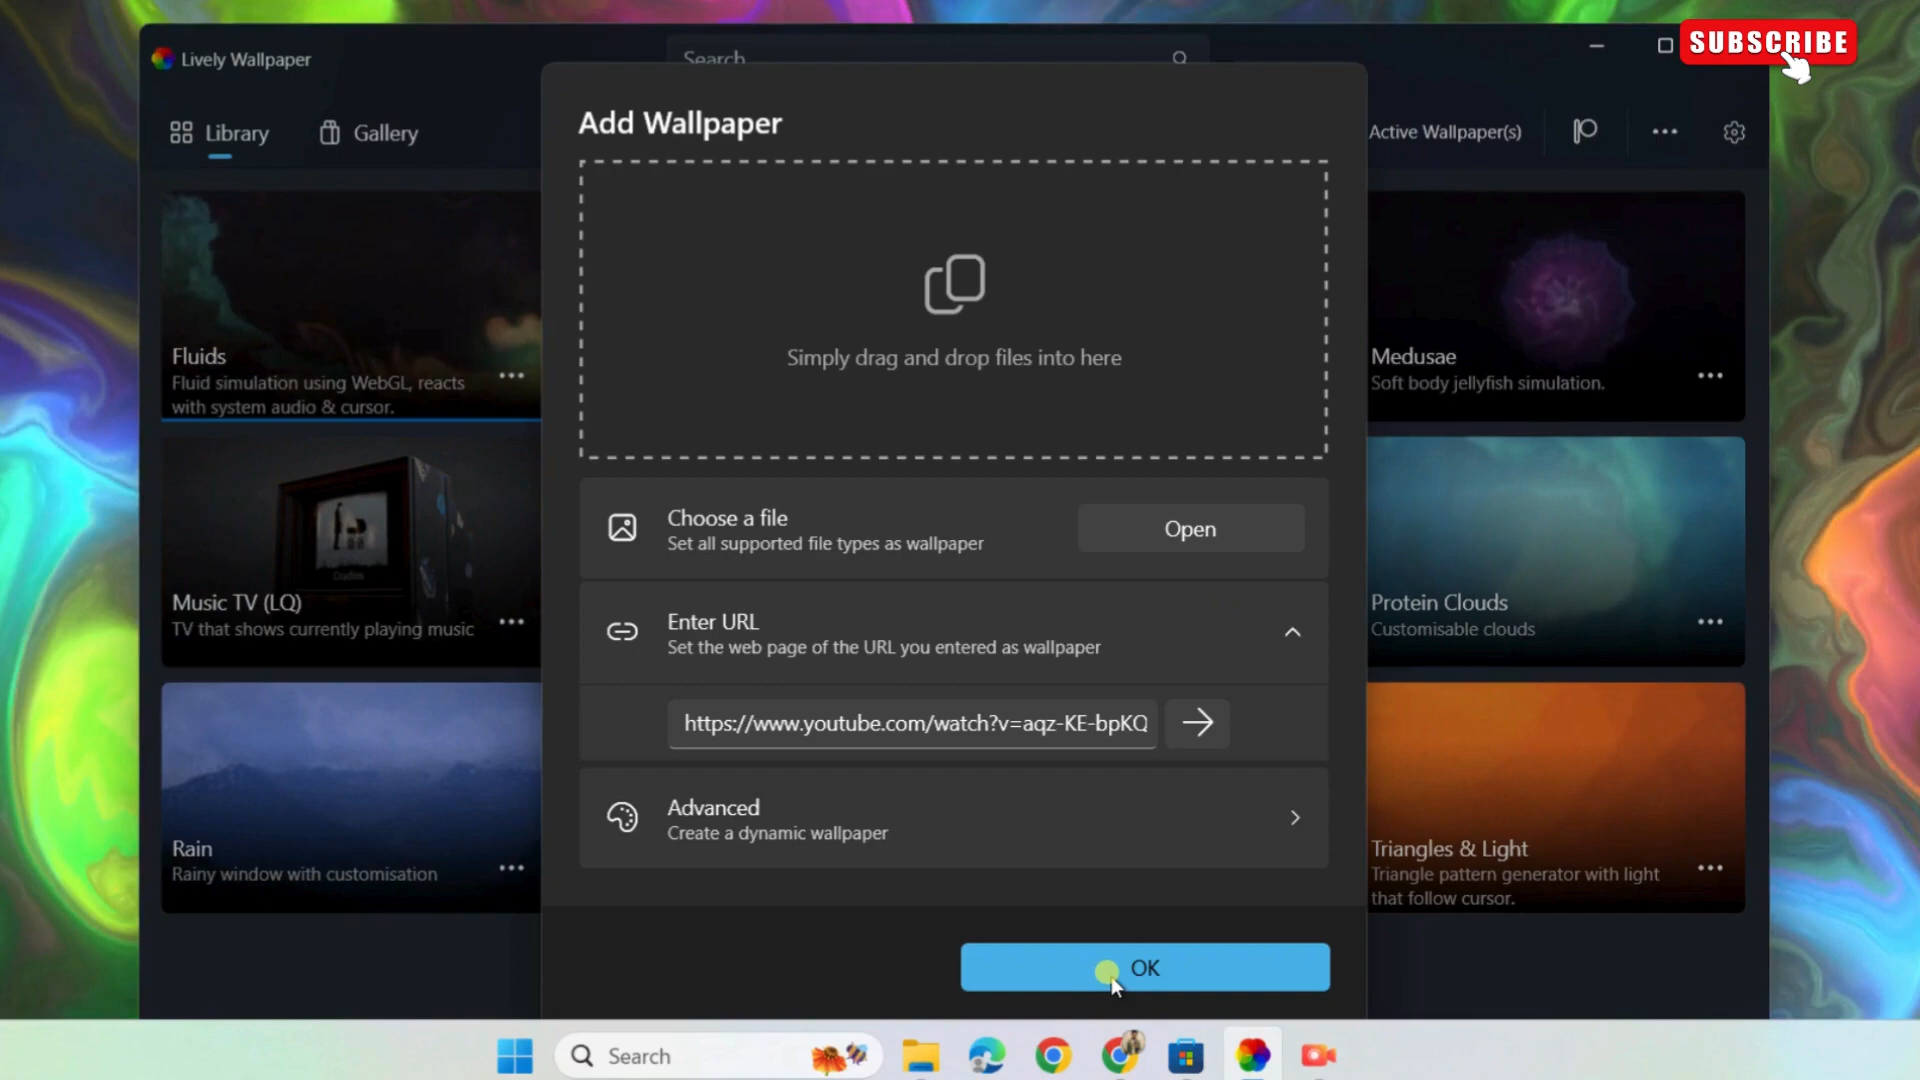 SUBSCRIBE
Lively Wallpaper
Search
Library
Gallery
Active Wallpaper(s)
Add Wallpaper
Simply drag and drop files into here
Choose a file
Set all supported file types as wallpaper
Open
Enter URL
Set the web page of the URL you entered as wallpaper
https://www.youtube.com/watch?v=aqz-KE-bpKQ
Advanced
Create a dynamic wallpaper
OK
Fluids
Fluid simulation using WebGL, reacts
with system audio & cursor.
Medusae
Soft body jellyfish simulation.
Music TV (LQ)
TV that shows currently playing music
Protein Clouds
Customisable clouds
Rain
Rainy window with customisation
Triangles & Light
Triangle pattern generator with light
that follow cursor.
Search